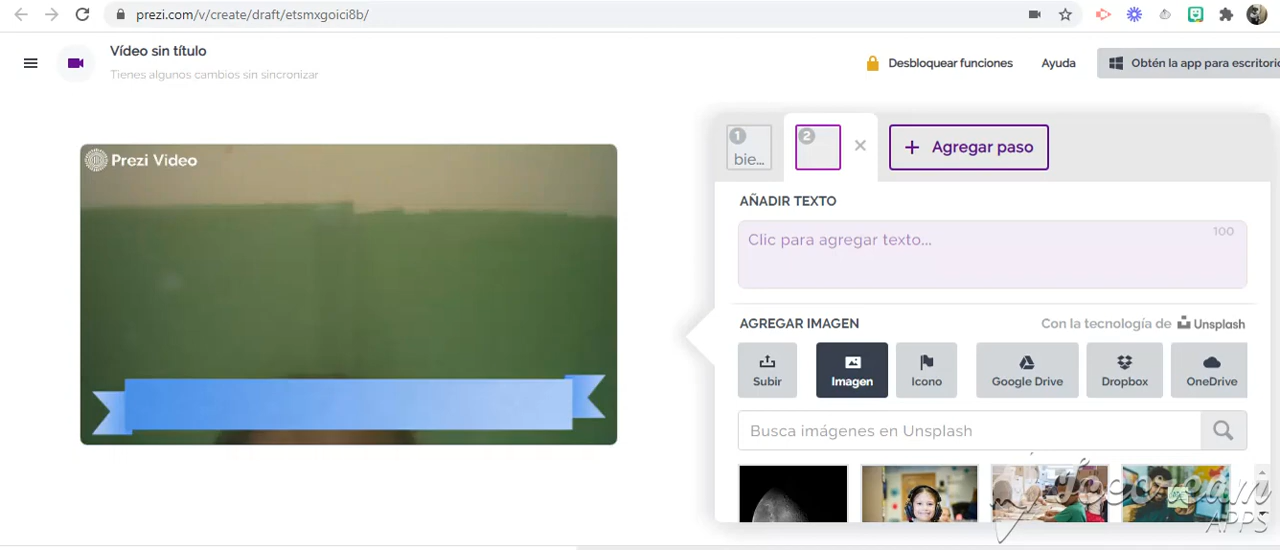 prezi.com/v/create/draft/etsmxgoici8b/
Vídeo sin título
Tienes algunos cambios sin sincronizar
Desbloquear funciones
Ayuda
Obtén la app para escritorio
Prezi Video
1
bie...
2
+ Agregar paso
AÑADIR TEXTO
Clic para agregar texto...
100
AGREGAR IMAGEN
Con la tecnología de Unsplash
Subir
Imagen
Icono
Google Drive
Dropbox
OneDrive
Busca imágenes en Unsplash
Icecream
APPS